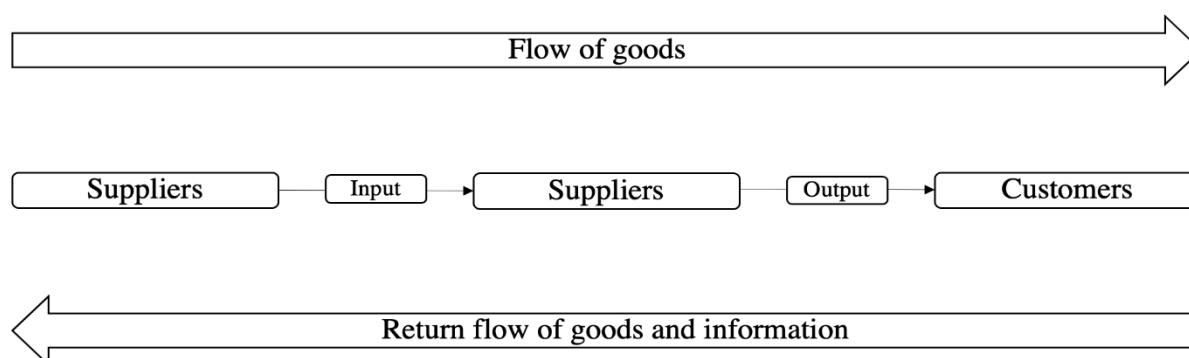 Flow of goods
Suppliers Input Suppliers Output Customers
Return flow of goods and information